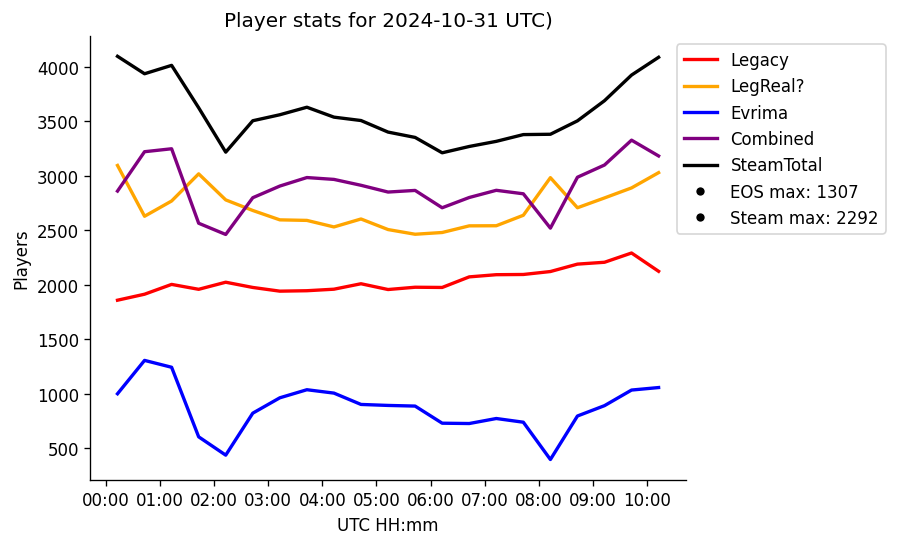 Player stats for 2024-10-31 UTC)
Players
4000
3500
3000
2500
2000
1500
1000
500
00:00 01:00 02:00 03:00 04:00 05:00 06:00 07:00 08:00 09:00 10:00
UTC HH:mm
Legacy
LegReal?
Evrima
Combined
SteamTotal
EOS max: 1307
Steam max: 2292